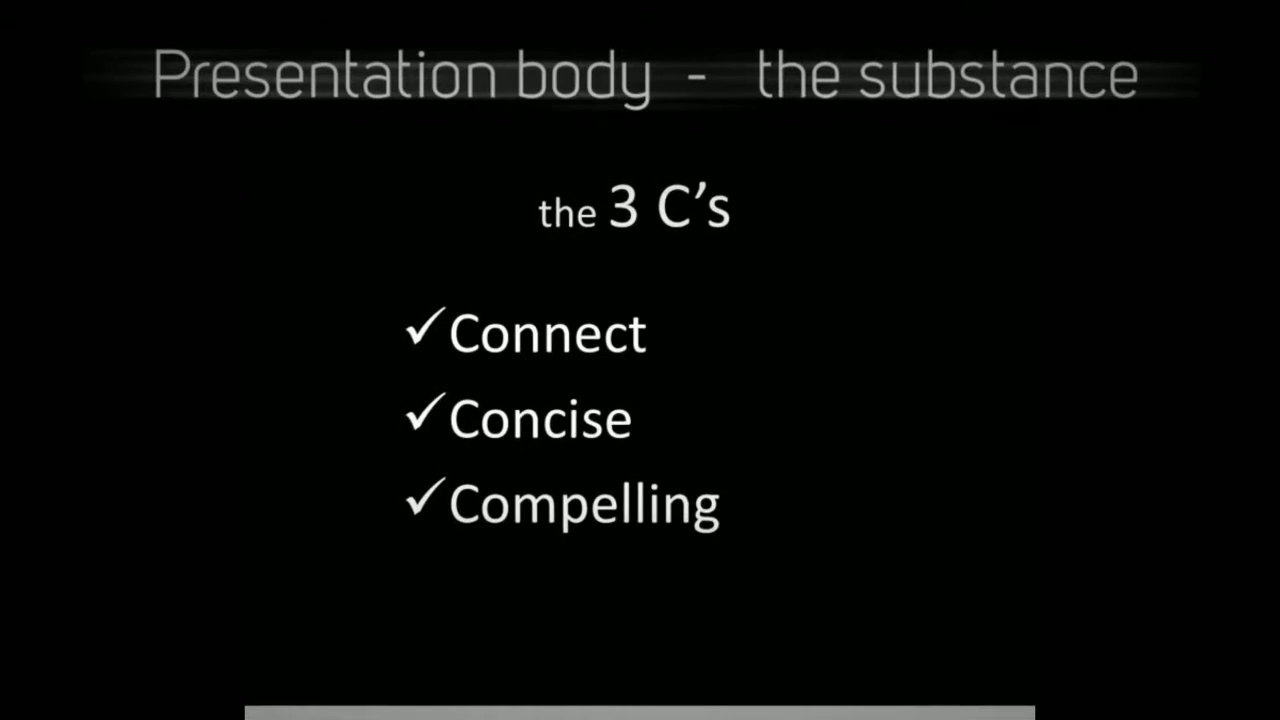 Presentation body - the substance
the 3 C’s
✓Connect
✓Concise
✓Compelling